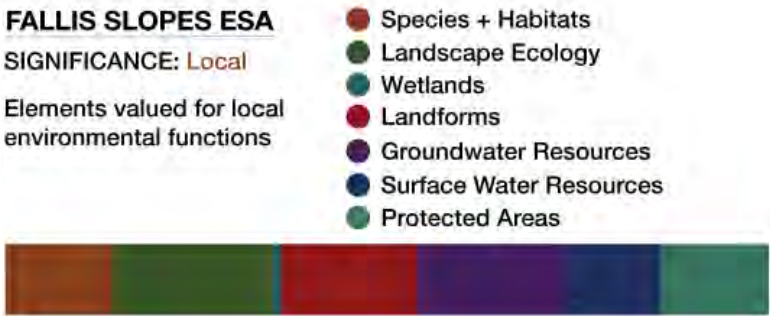 FALLIS SLOPES ESA
SIGNIFICANCE: Local
Elements valued for local
environmental functions
Species + Habitats
Landscape Ecology
Wetlands
Landforms
Groundwater Resources
Surface Water Resources
Protected Areas